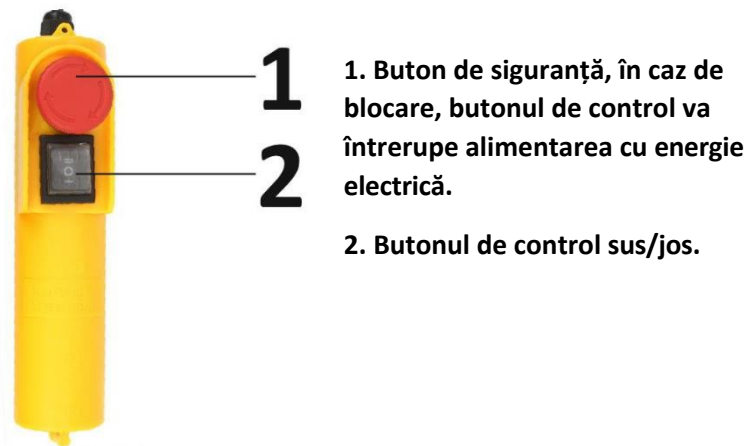 1
1. Buton de siguranță, în caz de
blocare, butonul de control va
întrerupe alimentarea cu energie
electrică.
2
2. Butonul de control sus/jos.